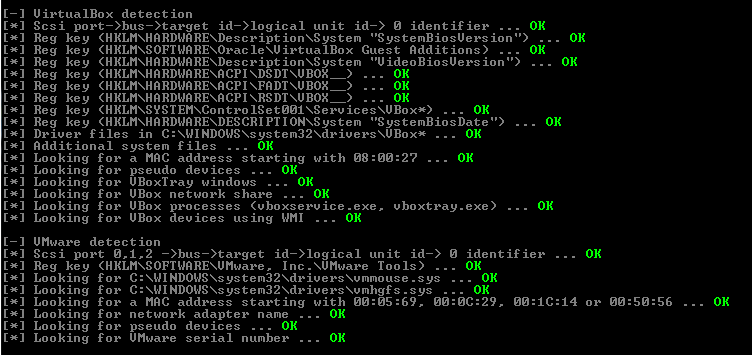 [-] VirtualBox detection
[*] Scsi port->bus->target id->logical unit id-> 0 identifier ... OK
[*] Reg key (HKLM\HARDWARE\Description\System "SystemBiosVersion") ... OK
[*] Reg key (HKLM\SOFTWARE\Oracle\VirtualBox Guest Additions) ... OK
[*] Reg key (HKLM\HARDWARE\Description\System "VideoBiosVersion") ... OK
[*] Reg key (HKLM\HARDWARE\ACPI\DSDT\VBOX__) ... OK
[*] Reg key (HKLM\HARDWARE\ACPI\FADT\VBOX__) ... OK
[*] Reg key (HKLM\HARDWARE\ACPI\RSDT\VBOX__) ... OK
[*] Reg key (HKLM\SYSTEM\ControlSet001\Services\VBox*) ... OK
[*] Reg key (HKLM\HARDWARE\DESCRIPTION\System "SystemBiosDate") ... OK
[*] Driver files in C:\WINDOWS\system32\drivers\VBox* ... OK
[*] Additional system files ... OK
[*] Looking for a MAC address starting with 08:00:27 ... OK
[*] Looking for pseudo devices ... OK
[*] Looking for VBoxTray windows ... OK
[*] Looking for VBox network share ... OK
[*] Looking for VBox processes (vboxservice.exe, vboxtray.exe) ... OK
[*] Looking for VBox devices using WMI ... OK
[-] VMware detection
[*] Scsi port 0,1,2 ->bus->target id->logical unit id-> 0 identifier ... OK
[*] Reg key (HKLM\SOFTWARE\VMware, Inc.\VMware Tools) ... OK
[*] Looking for C:\WINDOWS\system32\drivers\vmmouse.sys ... OK
[*] Looking for C:\WINDOWS\system32\drivers\vmhgfs.sys ... OK
[*] Looking for a MAC address starting with 00:05:69, 00:0C:29, 00:1C:14 or 00:50:56 ... OK
[*] Looking for network adapter name ... OK
[*] Looking for pseudo devices ... OK
[*] Looking for VMware serial number ... OK